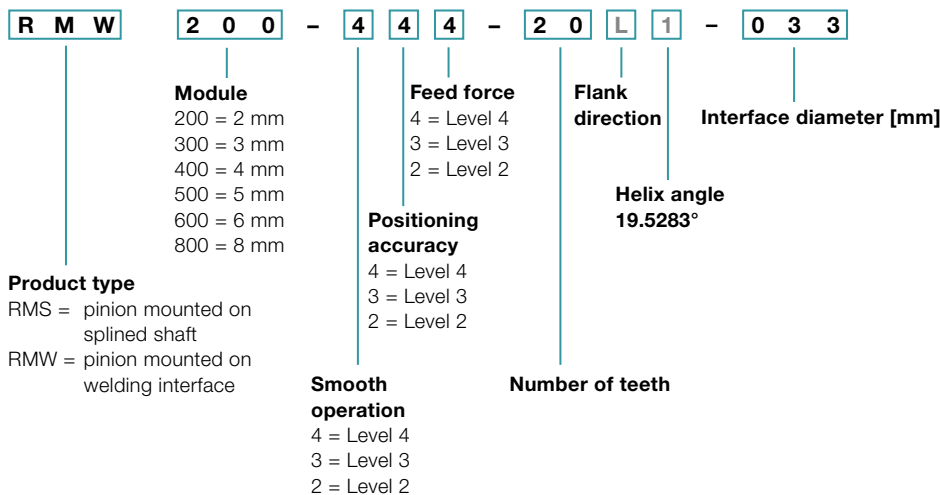 R M W 2 0 0 – 4 4 4 – 2 0 L 1 – 0 3 3
Module
200 = 2 mm
300 = 3 mm
400 = 4 mm
500 = 5 mm
600 = 6 mm
800 = 8 mm
Feed force
4 = Level 4
3 = Level 3
2 = Level 2
Flank
direction
Interface diameter [mm]
Helix angle
19.5283°
Positioning
accuracy
4 = Level 4
3 = Level 3
2 = Level 2
Product type
RMS = pinion mounted on
splined shaft
RMW = pinion mounted on
welding interface
Smooth
operation
4 = Level 4
3 = Level 3
2 = Level 2
Number of teeth